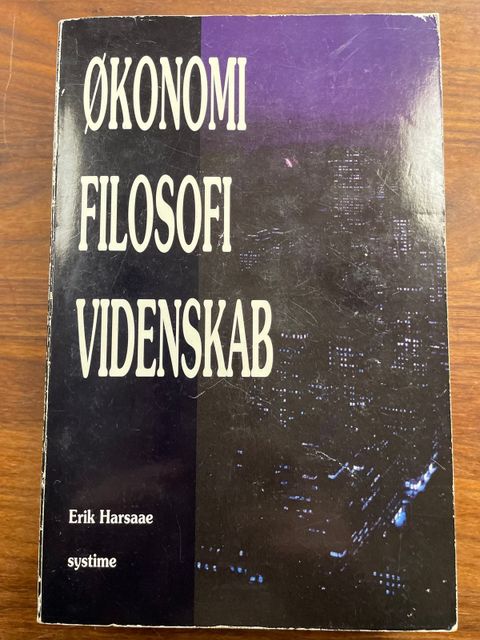 ØKONOMI
FILOSOFI
VIDENSKAB
Erik Harsaae
systime